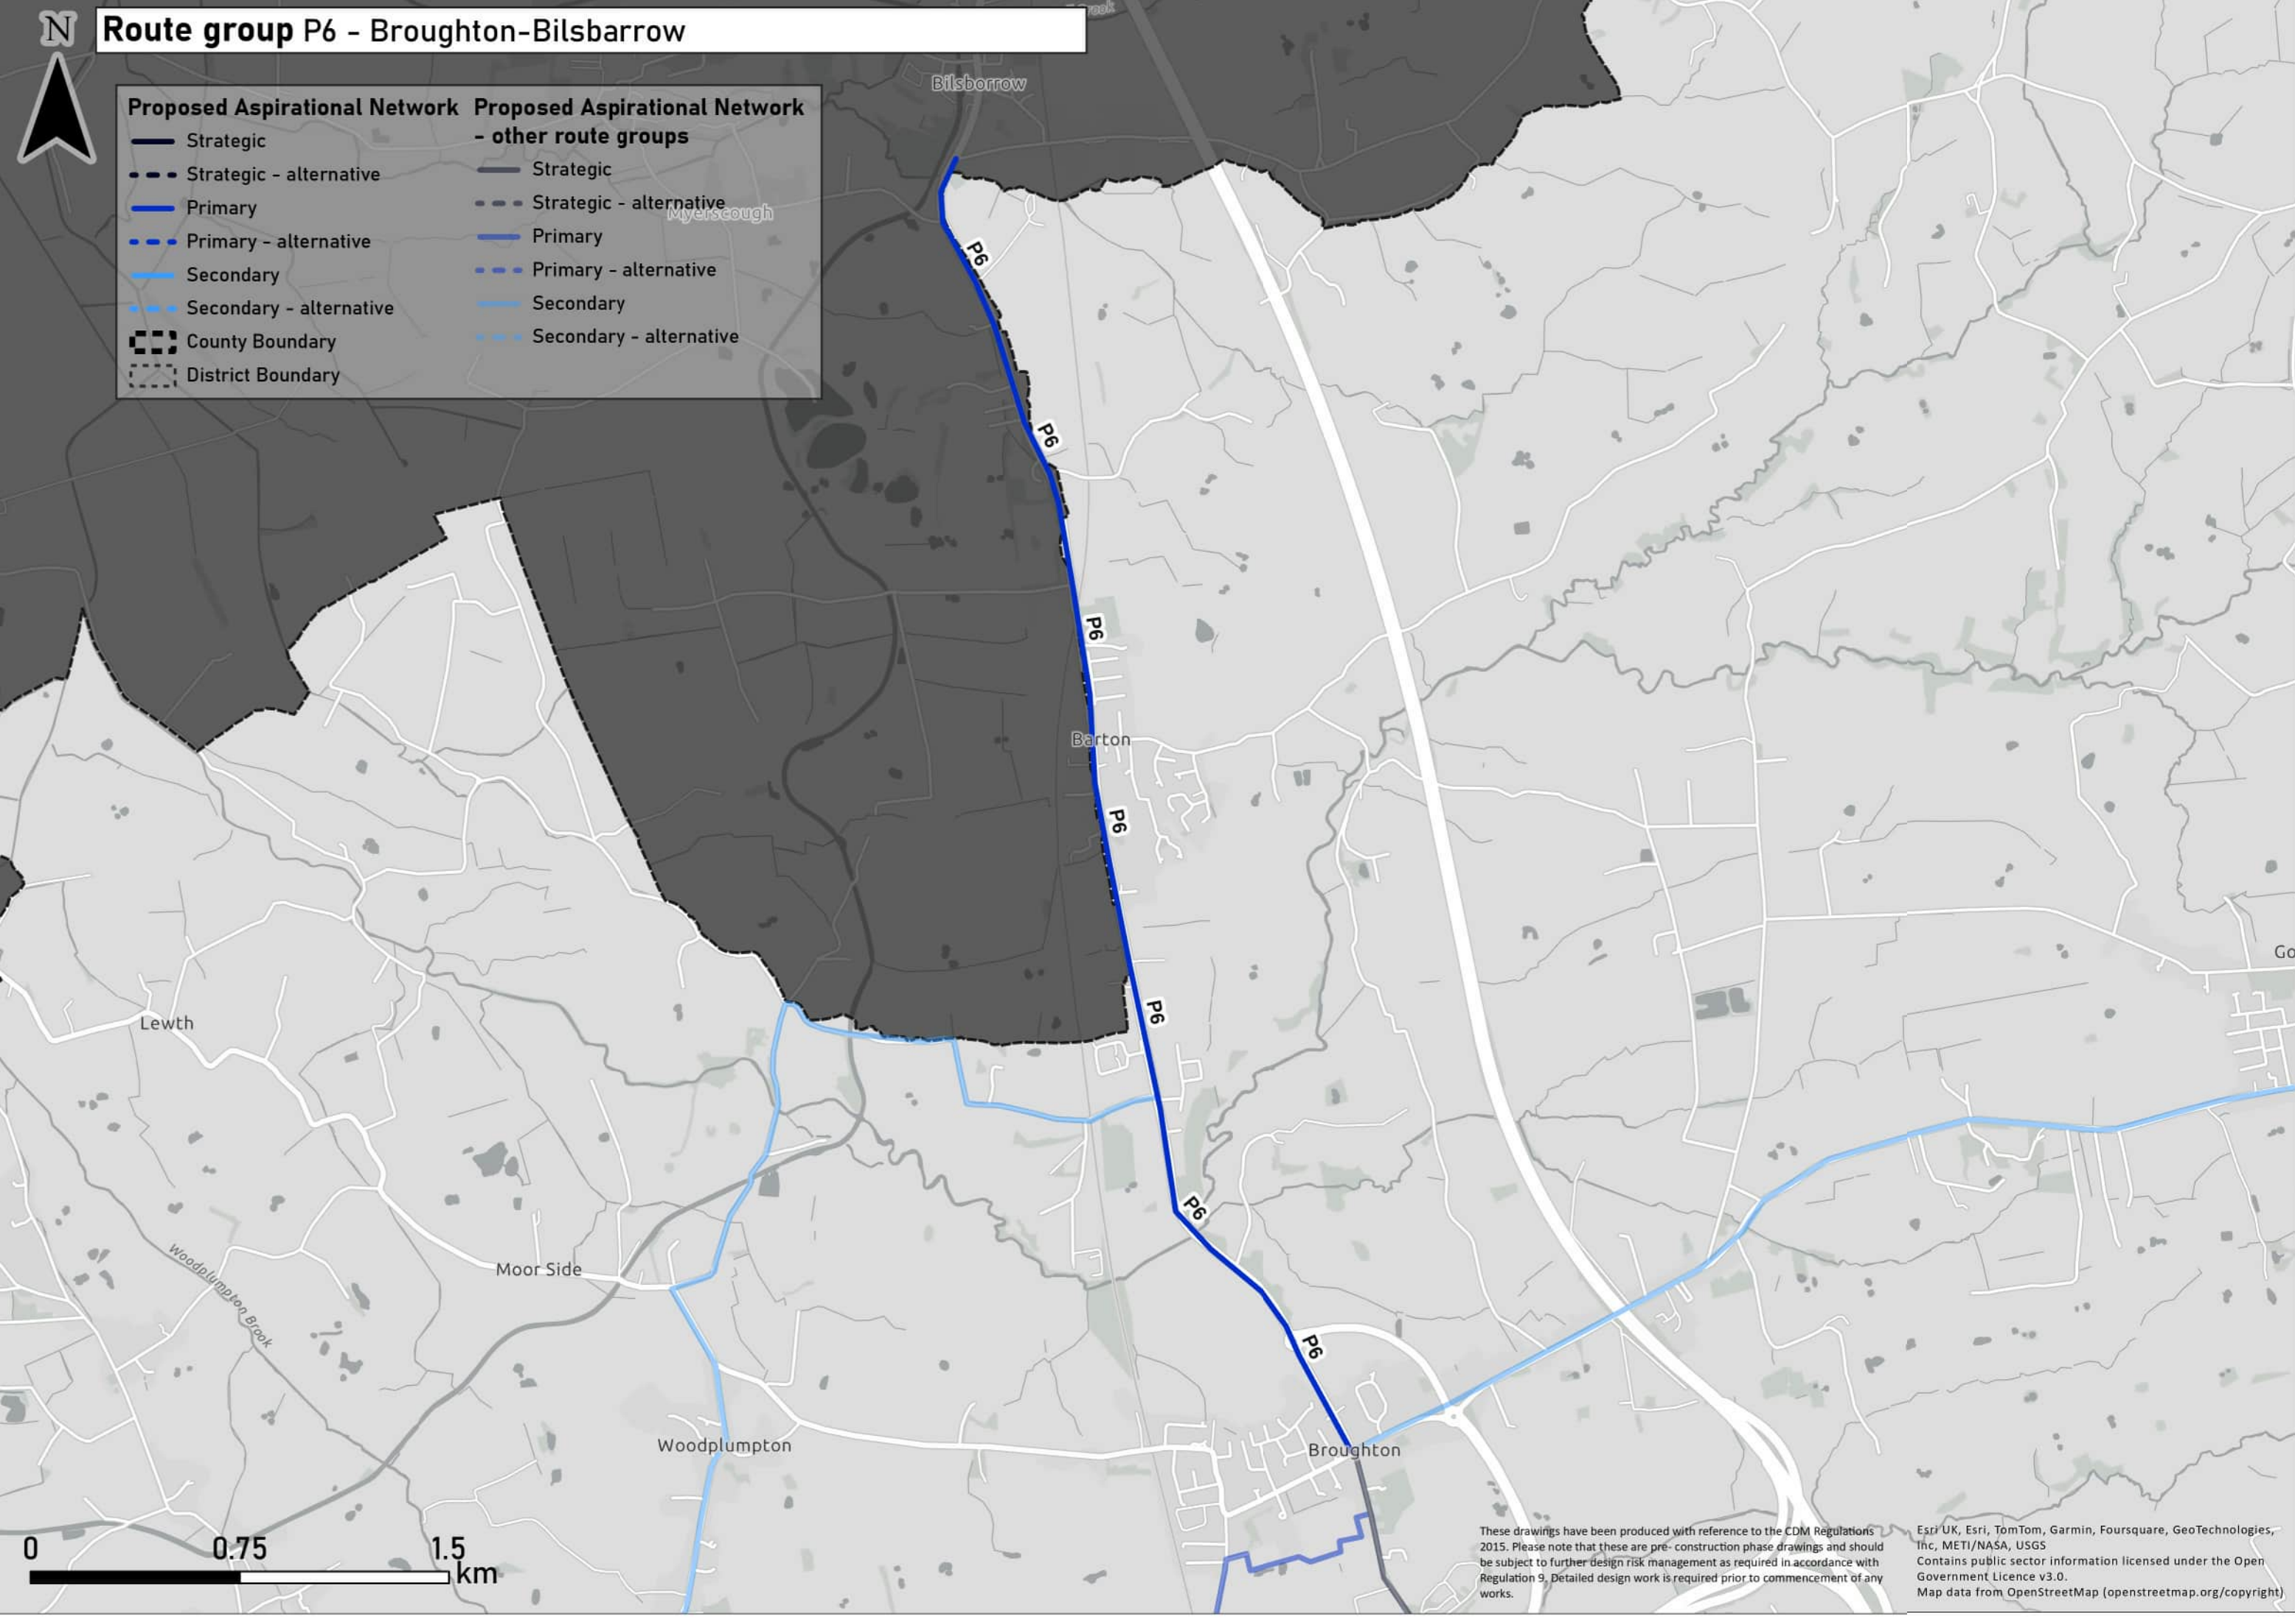 N
Route group P6 - Broughton-Bilsbarrow
Brook
Bilsborrow
Proposed Aspirational Network
Strategic
Strategic - alternative
Primary
Primary - alternative
Secondary
Secondary - alternative
County Boundary
District Boundary
Proposed Aspirational Network
- other route groups
Strategic
Strategic - alternative
Primary
Primary - alternative
Secondary
Secondary - alternative
Myerscough
P6
P6
P6
Barton
P6
Go
P6
Lewth
P6
Moor Side
Woodplumpton Brook
P6
Woodplumpton
Broughton
0 0.75 1.5
km
These drawings have been produced with reference to the CDM Regulations
2015. Please note that these are pre- construction phase drawings and should
be subject to further design risk management as required in accordance with
Regulation 9. Detailed design work is required prior to commencement of any
works.
Esri UK, Esri, TomTom, Garmin, Foursquare, GeoTechnologies,
Inc, METI/NASA, USGS
Contains public sector information licensed under the Open
Government Licence v3.0.
Map data from OpenStreetMap (openstreetmap.org/copyright)